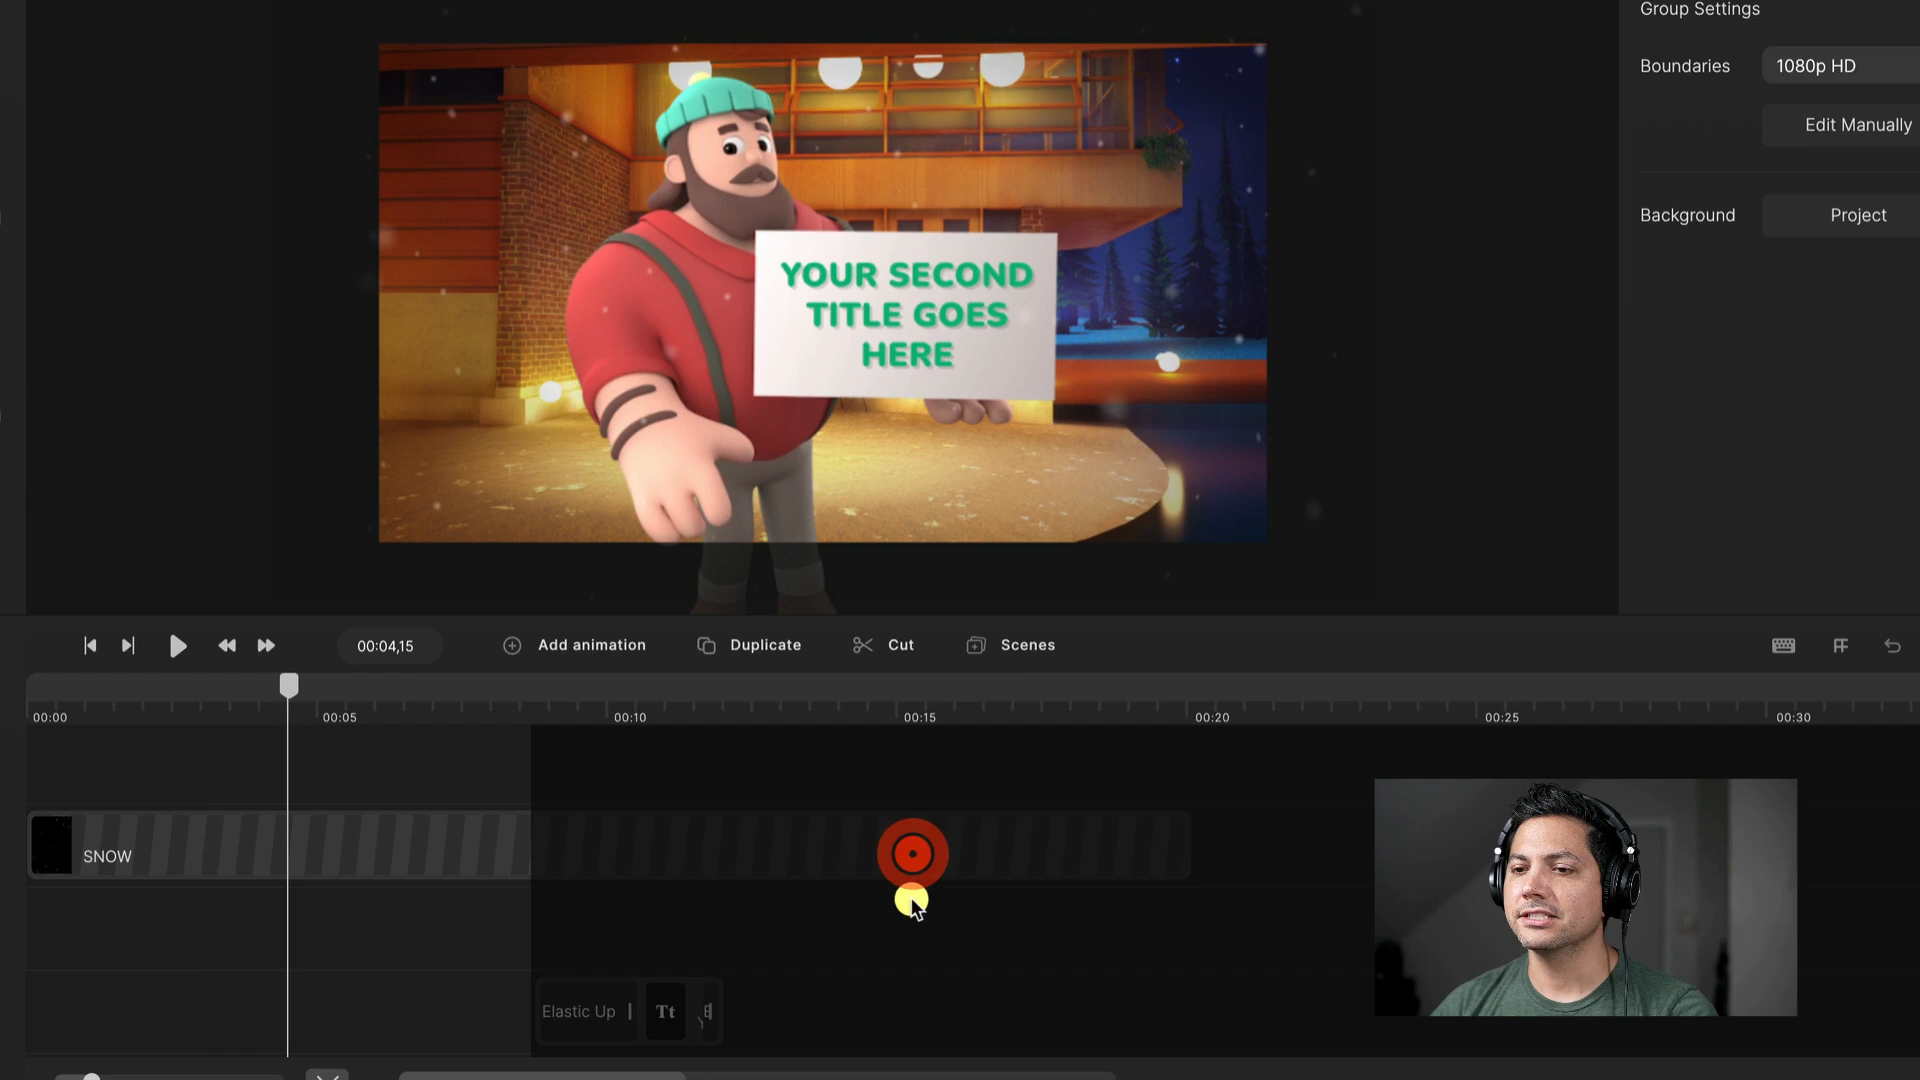 Group Settings
Boundaries
1080p HD
Edit Manually
Background
Project
YOUR SECOND
TITLE GOES
HERE
00:04,15
Add animation
Duplicate
Cut
Scenes
00:00
00:05
00:10
00:15
00:20
00:25
00:30
SNOW
Elastic Up
Tt